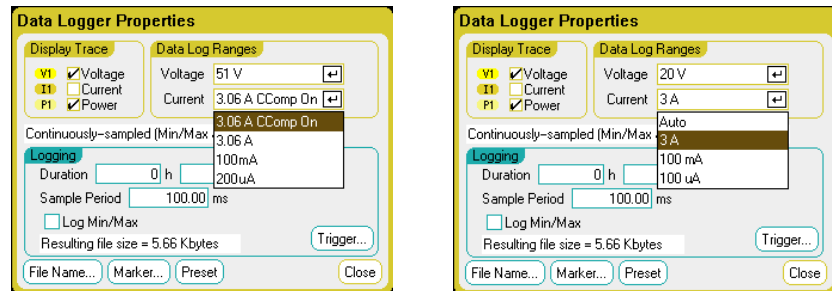 Data Logger Properties
Display Trace
Data Log Ranges
V1 Voltage
I1 Current
P1 Power
Voltage 51 V
Current 3.06 A CComp On
3.06 A CComp On
3.06 A
100mA
200uA
Continuously-sampled (Min/Max
Logging
Duration 0 h
Sample Period 100.00 ms
Log Min/Max
Resulting file size = 5.66 Kbytes
Trigger...
File Name... Marker... Preset Close
Data Logger Properties
Display Trace
Data Log Ranges
V1 Voltage
I1 Current
P1 Power
Voltage 20 V
Current 3 A
Auto
3 A
100 mA
100 uA
Continuously-sampled (Min/Max
Logging
Duration 0 h
Sample Period 100.00 ms
Log Min/Max
Resulting file size = 5.66 Kbytes
Trigger...
File Name... Marker... Preset Close